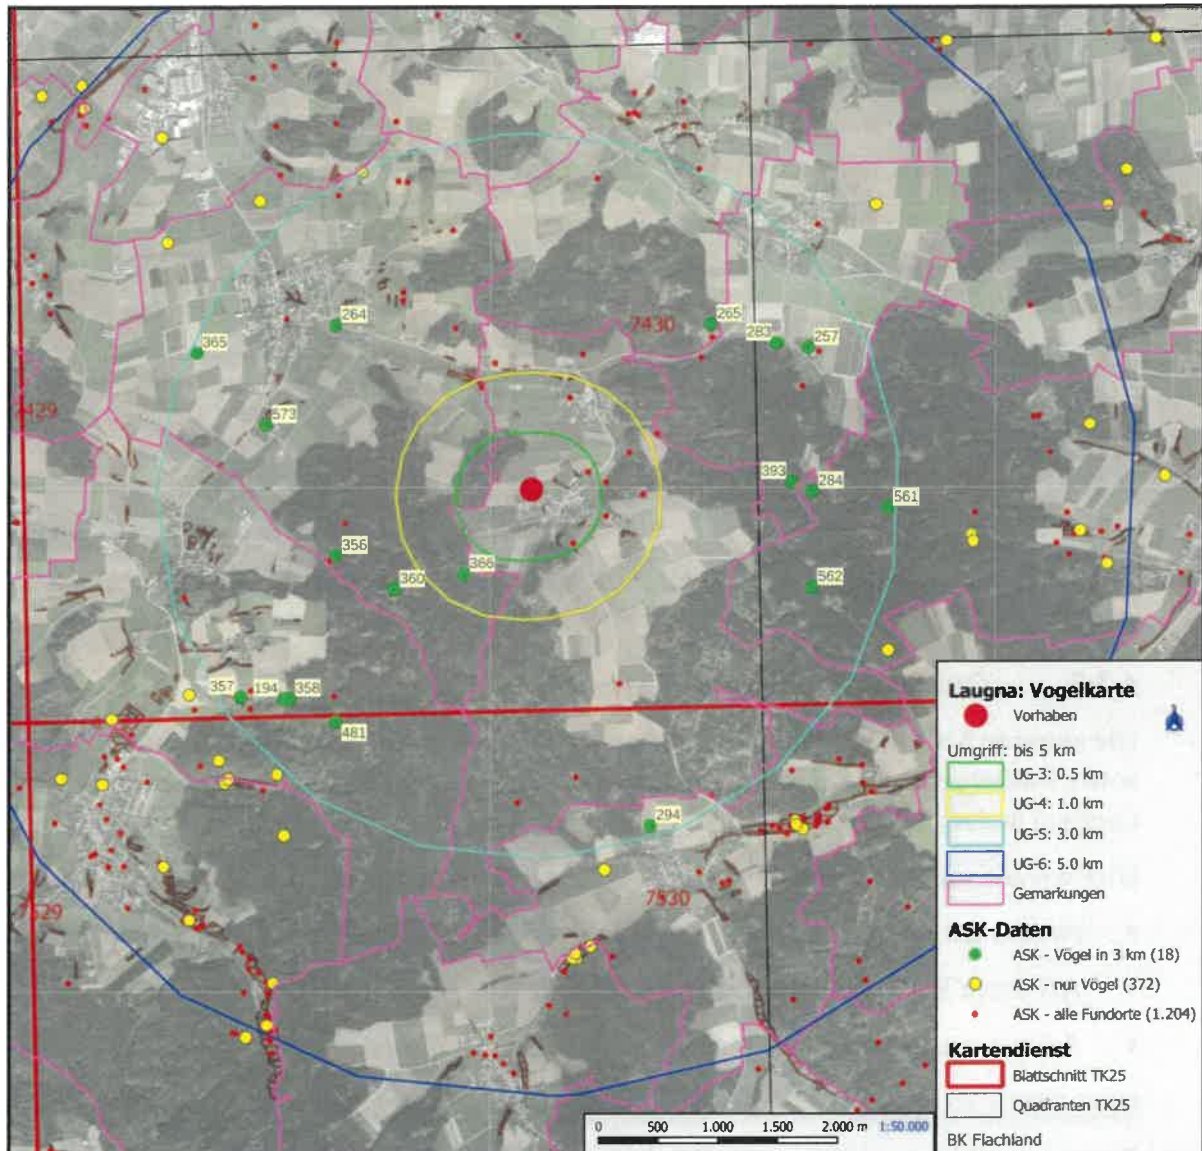 7430
265
283
257
264
365
7429
573
393
284
561
356
366
360
562
357
194
358
481
294
7529
7530
Laugna: Vogelkarte
Vorhaben
Umgriff: bis 5 km
UG-3: 0.5 km
UG-4: 1.0 km
UG-5: 3.0 km
UG-6: 5.0 km
Gemarkungen
ASK-Daten
ASK - Vögel in 3 km (18)
ASK - nur Vögel (372)
ASK - alle Fundorte (1.204)
Kartendienst
Blattschnitt TK25
Quadranten TK25
BK Flachland
0 500 1.000 1.500 2.000 m 1:50.000